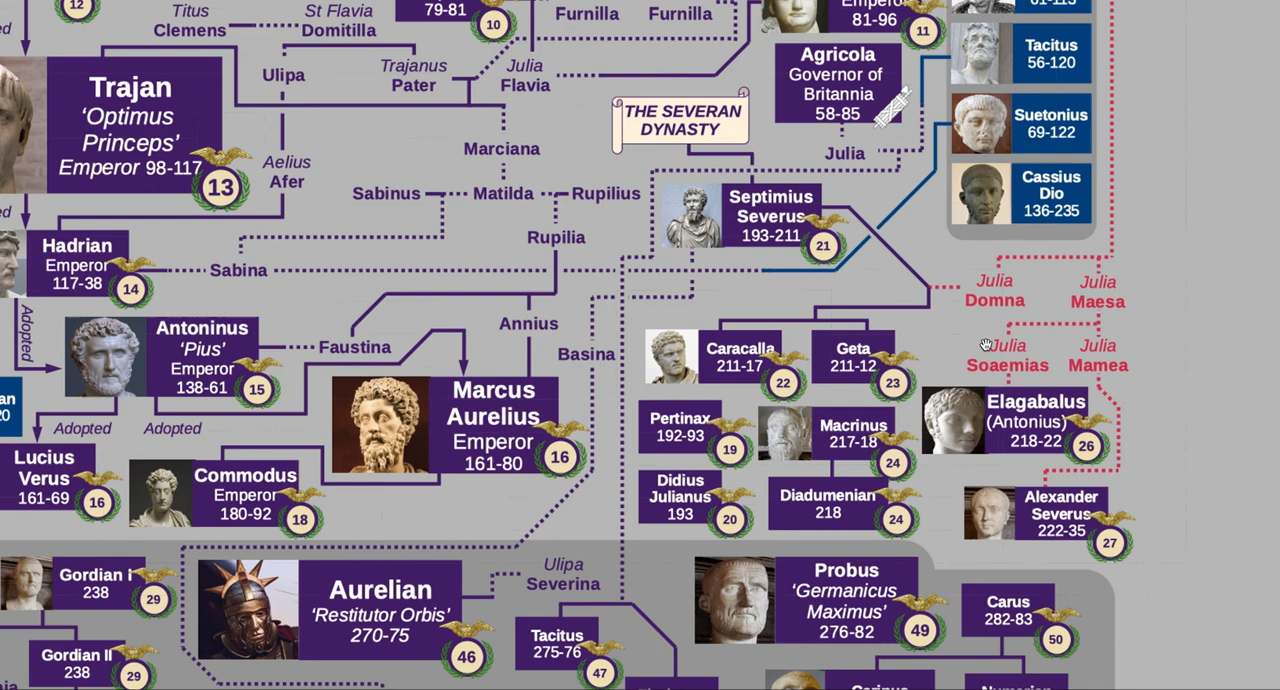 12
Titus
Clemens
St Flavia
Domitilla
79-81
10
Furnilla
Furnilla
81-96
11
Tacitus
56-120
Suetonius
69-122
Cassius
Dio
136-235
Agricola
Governor of
Britannia
58-85
Julia
Trajan
‘Optimus
Princeps’
Emperor 98-117
13
Ulipa
Trajanus
Pater
Julia
Flavia
THE SEVERAN
DYNASTY
Marciana
Aelius
Afer
Sabinus
Matilda
Rupilius
Septimius
Severus
193-211
21
Rupilia
Hadrian
Emperor
117-38
14
Sabina
Julia
Domna
Julia
Maesa
Adopted
Antoninus
‘Pius’
Emperor
138-61
15
Faustina
Annius
Basina
Caracalla
211-17
22
Geta
211-12
23
Julia
Soaemias
Julia
Mamea
Marcus
Aurelius
Emperor
161-80
16
Pertinax
192-93
19
Macrinus
217-18
24
Elagabalus
(Antonius)
218-22
26
Adopted
Adopted
Lucius
Verus
161-69
16
Commodus
Emperor
180-92
18
Didius
Julianus
193
20
Diadumenian
218
24
Alexander
Severus
222-35
27
Gordian I
238
29
Aurelian
‘Restitutor Orbis’
270-75
46
Ulipa
Severina
Tacitus
275-76
47
Probus
‘Germanicus
Maximus’
276-82
49
Carus
282-83
50
Gordian II
238
29